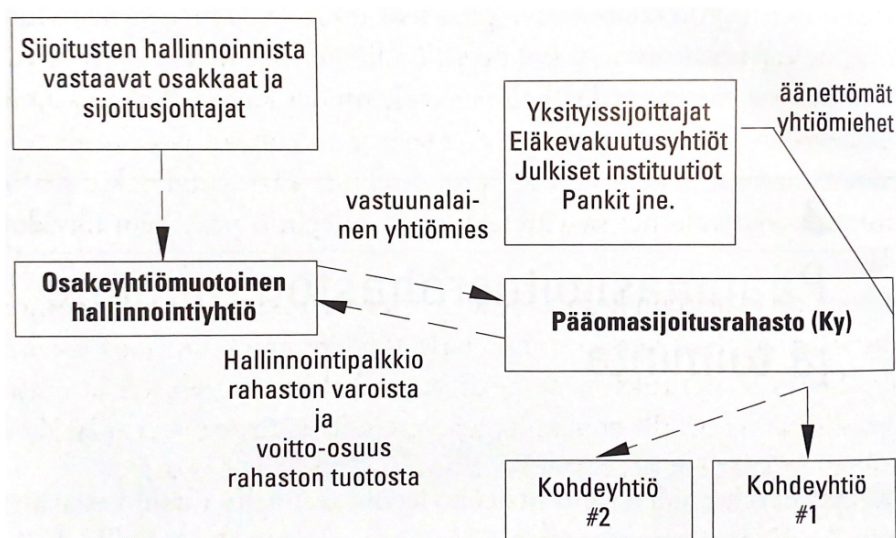 Sijoitusten hallinnoinnista
vastaavat osakkaat ja
sijoitusjohtajat
äänettömät
yhtiömiehet
Yksityissijoittajat
Eläkevakuutusyhtiöt
Julkiset instituutiot
Pankit jne.
vastuunalai-
nen yhtiömies
Osakeyhtiömuotoinen
hallinnointiyhtiö
Pääomasijoitusrahasto (Ky)
Hallinnointipalkkio
rahaston varoista
ja
voitto-osuus
rahaston tuotosta
Kohdeyhtiö
#2
Kohdeyhtiö
#1